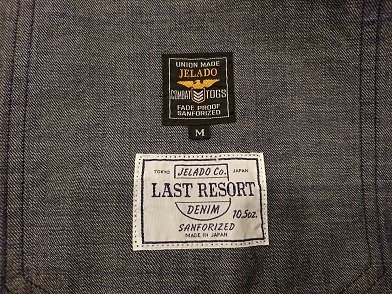 UNION MADE
JELADO
COMBAT TOGS
FADE PROOF
SANFORIZED
M
TOKYO JELADO Co. JAPAN
LAST RESORT
DENIM 10.5oz.
SANFORIZED
MADE IN JAPAN